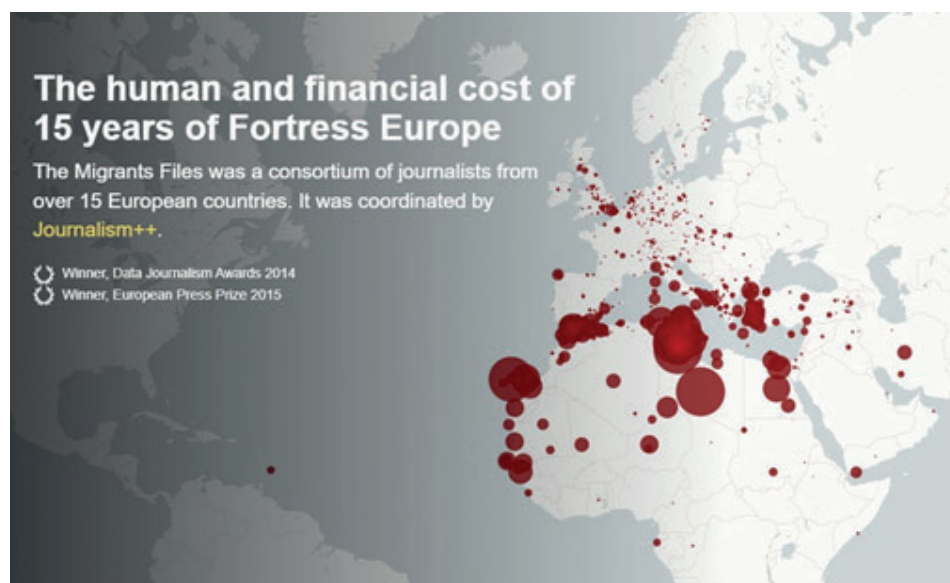 The human and financial cost of
15 years of Fortress Europe
The Migrants Files was a consortium of journalists from
over 15 European countries. It was coordinated by
Journalism++.
Winner, Data Journalism Awards 2014
Winner, European Press Prize 2015